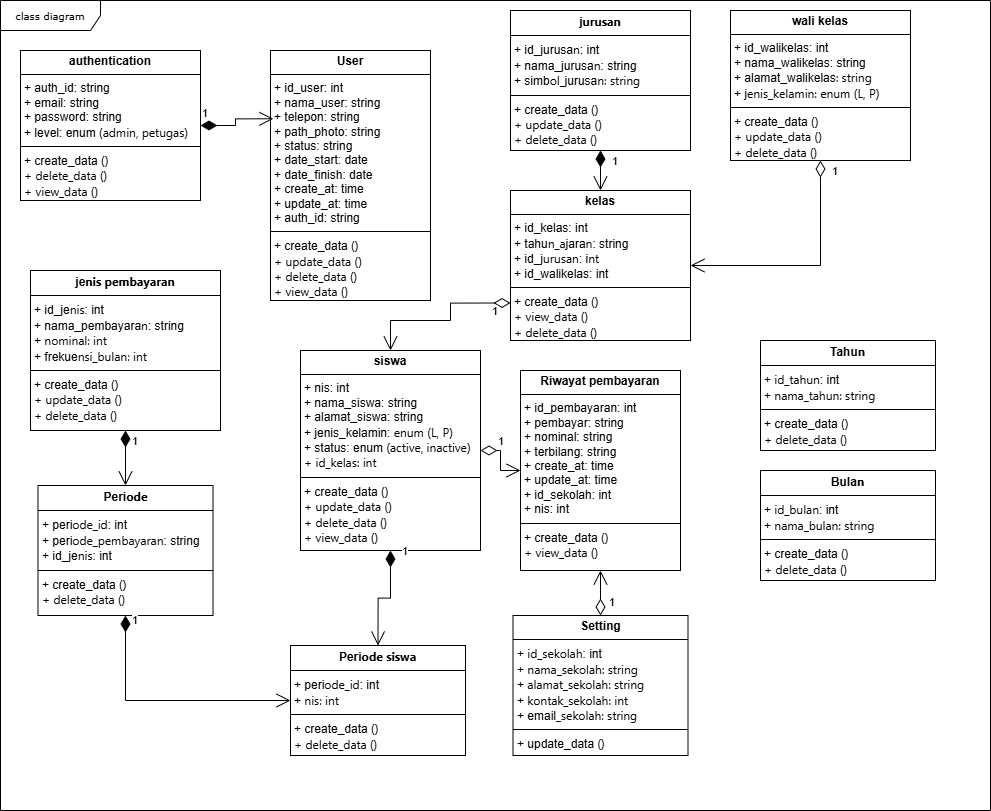 class diagram
authentication
+ auth_id: string
+ email: string
+ password: string
+ level: enum (admin, petugas)
+ create_data ()
+ delete_data ()
+ view_data ()
1
User
+ id_user: int
+ nama_user: string
+ telepon: string
+ path_photo: string
+ status: string
+ date_start: date
+ date_finish: date
+ create_at: time
+ update_at: time
+ auth_id: string
+ create_data ()
+ update_data ()
+ delete_data ()
+ view_data ()
jurusan
+ id_jurusan: int
+ nama_jurusan: string
+ simbol_jurusan: string
+ create_data ()
+ update_data ()
+ delete_data ()
1
wali kelas
+ id_walikelas: int
+ nama_walikelas: string
+ alamat_walikelas: string
+ jenis_kelamin: enum (L, P)
+ create_data ()
+ update_data ()
+ delete_data ()
1
kelas
+ id_kelas: int
+ tahun_ajaran: string
+ id_jurusan: int
+ id_walikelas: int
+ create_data ()
+ view_data ()
+ delete_data ()
1
jenis pembayaran
+ id_jenis: int
+ nama_pembayaran: string
+ nominal: int
+ frekuensi_bulan: int
+ create_data ()
+ update_data ()
+ delete_data ()
1
siswa
+ nis: int
+ nama_siswa: string
+ alamat_siswa: string
+ jenis_kelamin: enum (L, P)
+ status: enum (active, inactive)
+ id_kelas: int
+ create_data ()
+ update_data ()
+ delete_data ()
+ view_data ()
1
1
Riwayat pembayaran
+ id_pembayaran: int
+ pembayar: string
+ nominal: string
+ terbilang: string
+ create_at: time
+ update_at: time
+ id_sekolah: int
+ nis: int
+ create_data ()
+ view_data ()
Tahun
+ id_tahun: int
+ nama_tahun: string
+ create_data ()
+ delete_data ()
Bulan
+ id_bulan: int
+ nama_bulan: string
+ create_data ()
+ delete_data ()
Periode
+ periode_id: int
+ periode_pembayaran: string
+ id_jenis: int
+ create_data ()
+ delete_data ()
1
Periode siswa
+ periode_id: int
+ nis: int
+ create_data ()
+ delete_data ()
1
Setting
+ id_sekolah: int
+ nama_sekolah: string
+ alamat_sekolah: string
+ kontak_sekolah: int
+ email_sekolah: string
+ update_data ()